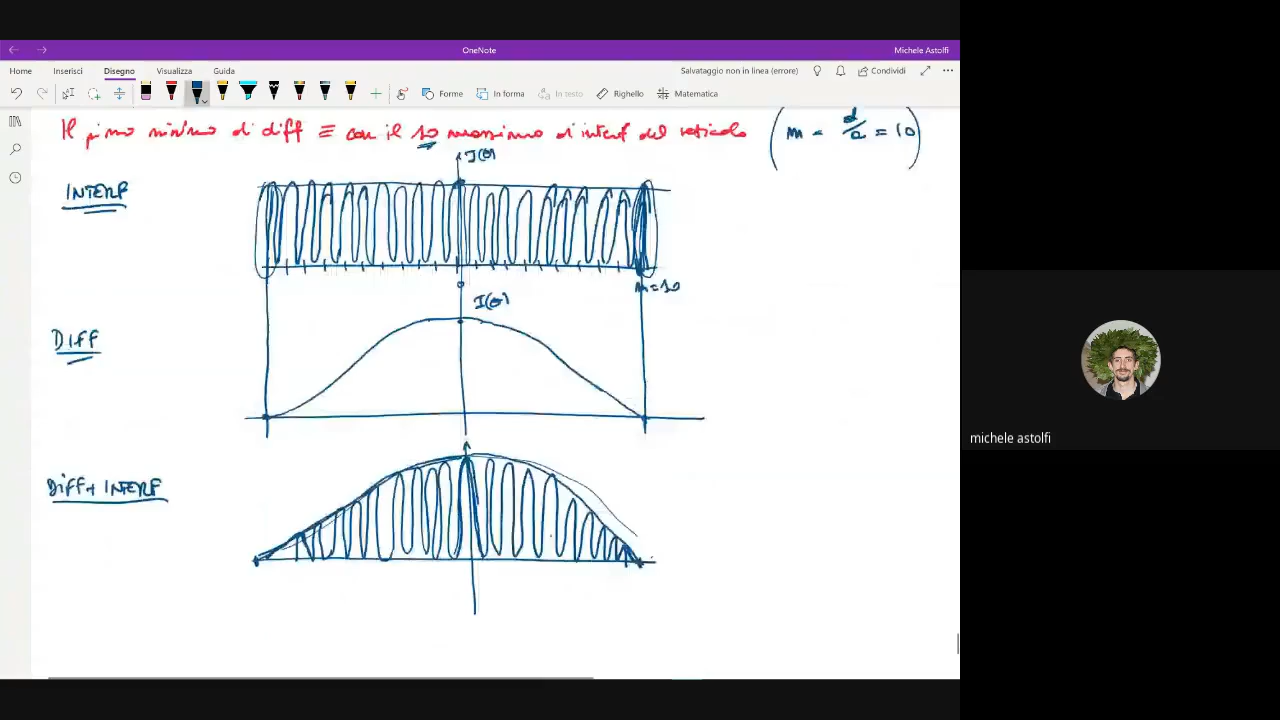 OneNote
Michele Astolfi
Home Inserisci Disegno Visualizza Guida
Salvataggio non in linea (errore) Condividi
Forme In forma In testo Righello Matematica
Il primo minimo di diff ≡ con il 10 massimo di interf del reticolo (m = d/a = 10)
I(θ)
INTERF
m=10
I(θ)
DIFF
michele astolfi
DIFF+ INTERF